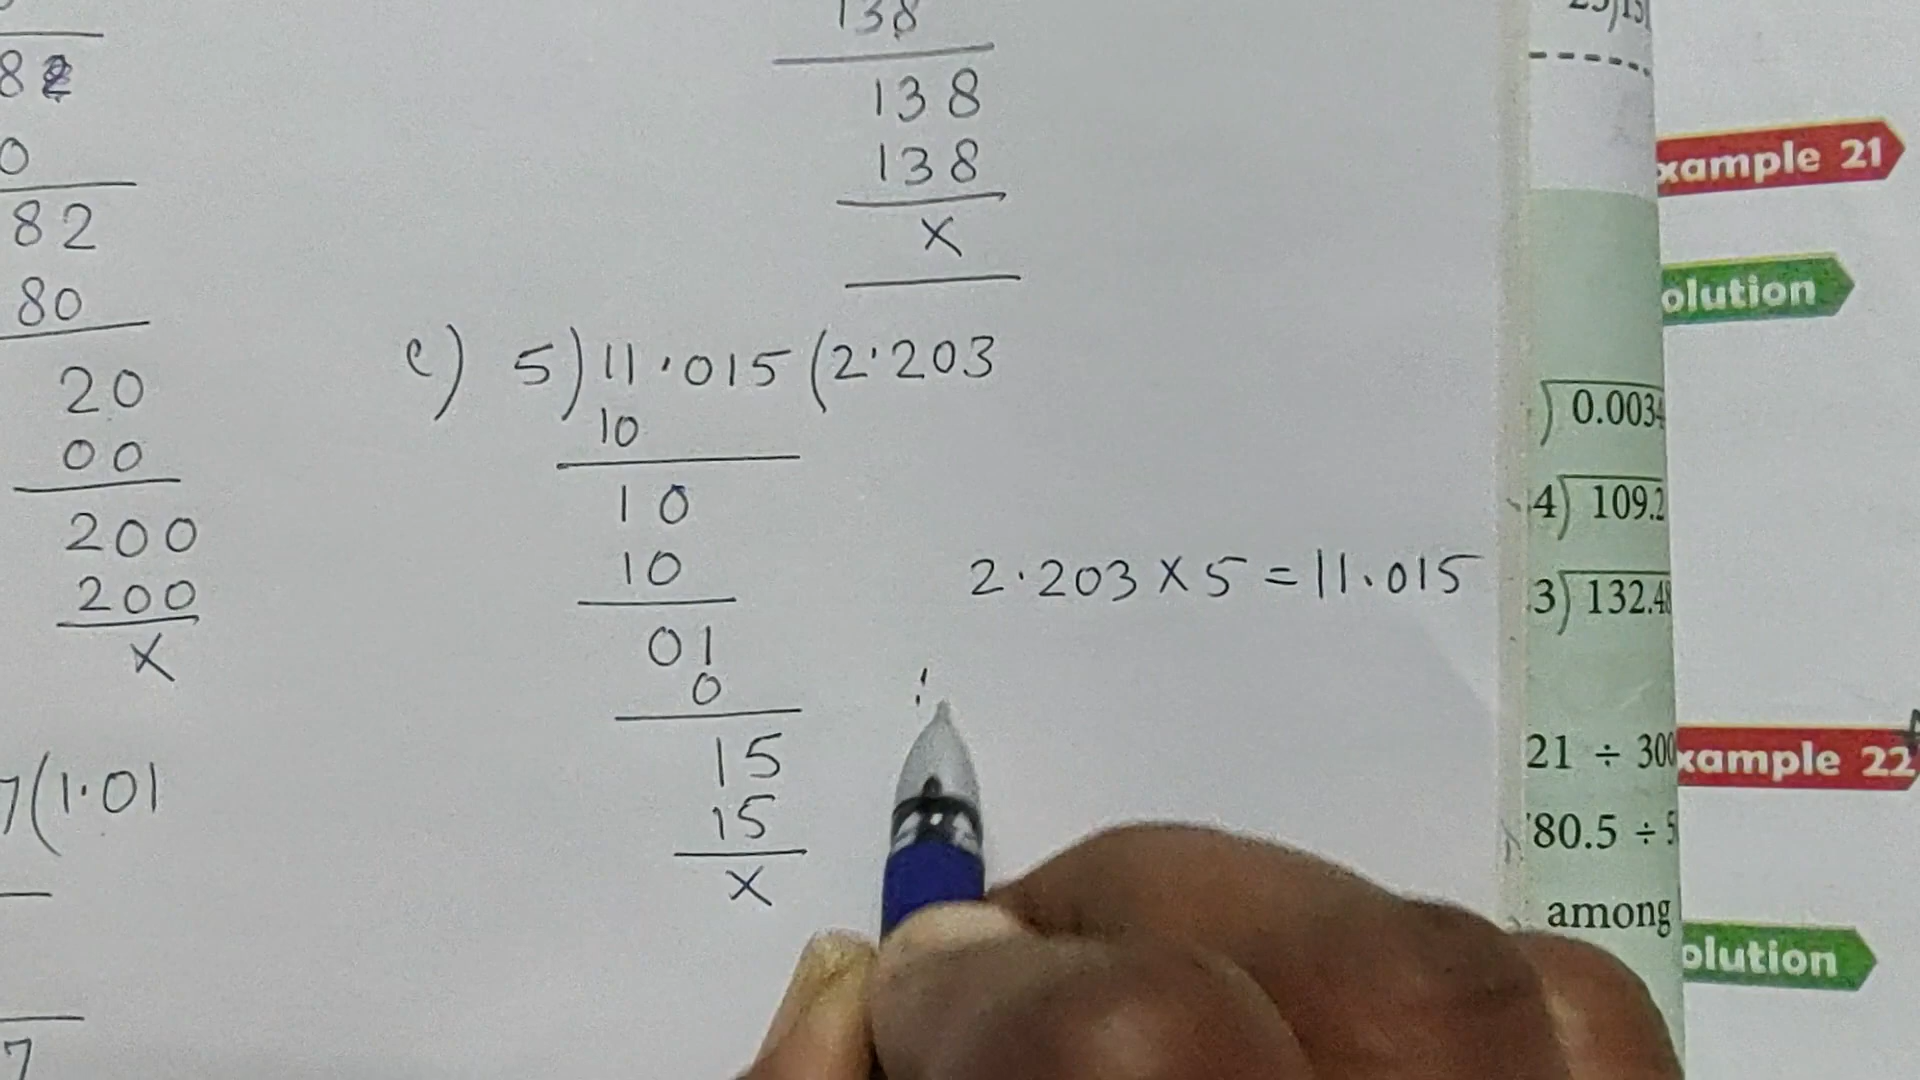 8
0
82
80
20
00
200
200
x
7(1.01
7
138
138
138
x
e) 5)11.015(2.203
10
10
10
01
0
15
15
x
2.203 x 5 = 11.015
xample 21
olution
) 0.003
4) 109.2
3) 132.4
21 ÷ 300
80.5 ÷ 5
among
xample 22
olution